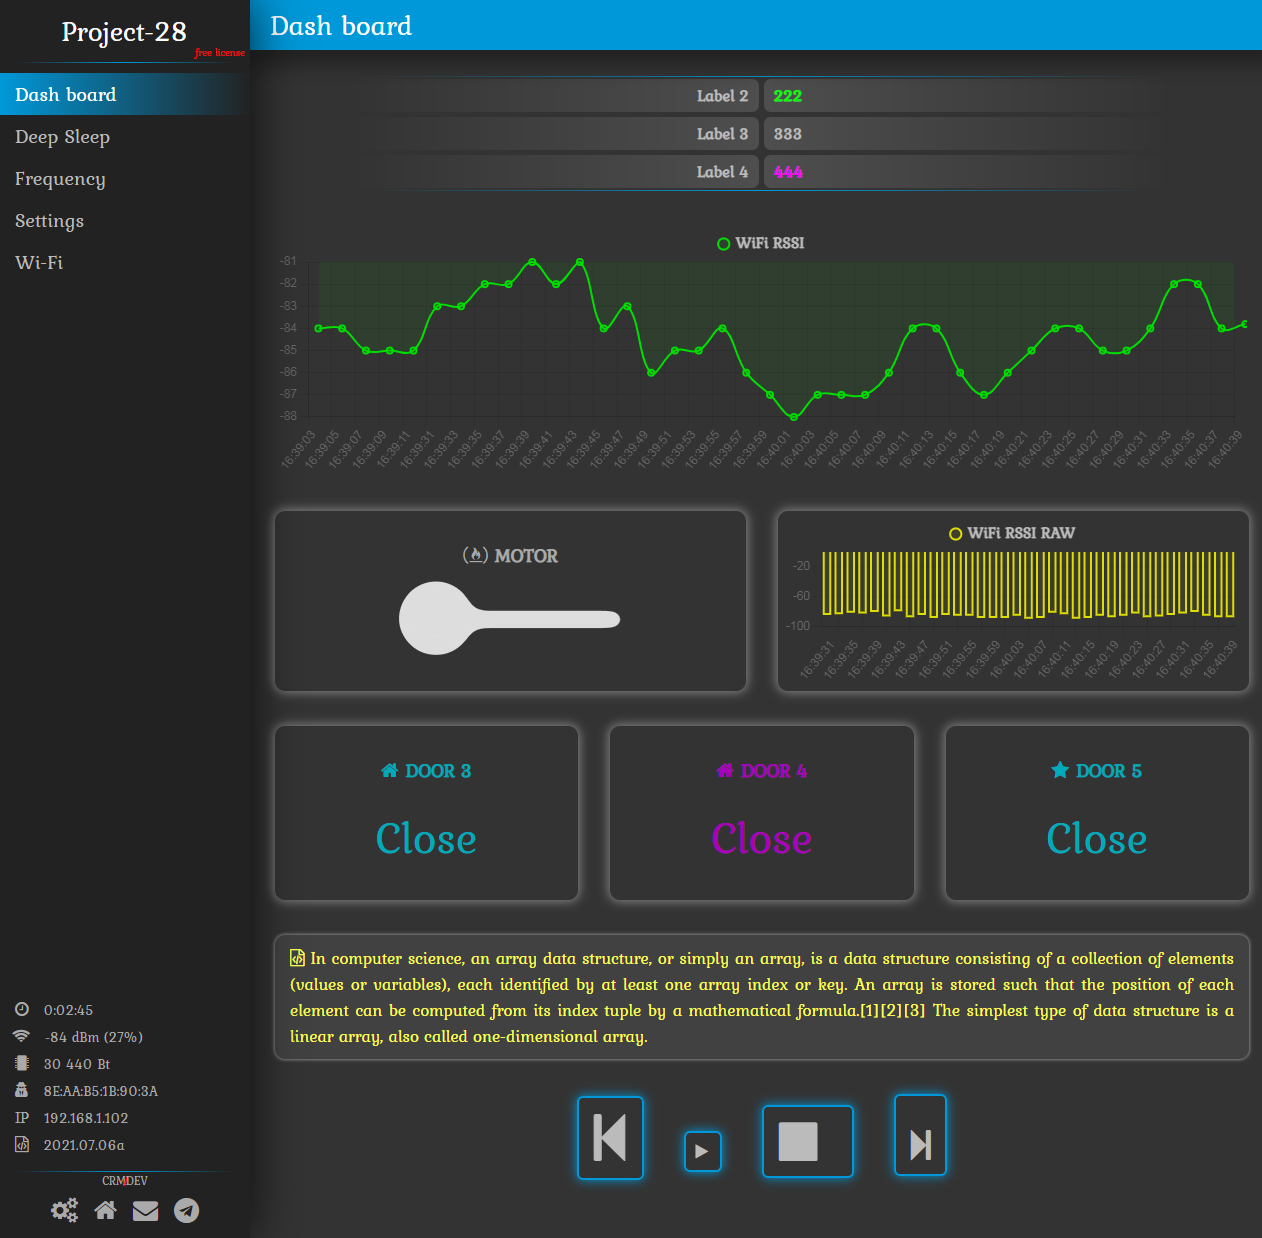 Project-28
free license
Dash board
Deep Sleep
Frequency
Settings
Wi-Fi
0:02:45
-84 dBm (27%)
30 440 Bt
8E:AA:B5:1B:90:3A
IP 192.168.1.102
2021.07.06a
CRMDEV
Dash board
Label 2 222
Label 3 333
Label 4 444
WiFi RSSI
-81
-82
-83
-84
-85
-86
-87
-88
16:39:03 16:39:05 16:39:07 16:39:09 16:39:11 16:39:31 16:39:33 16:39:35 16:39:37 16:39:39 16:39:41 16:39:43 16:39:45 16:39:47 16:39:49 16:39:51 16:39:53 16:39:55 16:39:57 16:39:59 16:40:01 16:40:03 16:40:05 16:40:07 16:40:09 16:40:11 16:40:13 16:40:15 16:40:17 16:40:19 16:40:21 16:40:23 16:40:25 16:40:27 16:40:29 16:40:31 16:40:33 16:40:35 16:40:37 16:40:39
MOTOR
WiFi RSSI RAW
-20
-60
-100
16:39:31 16:39:35 16:39:39 16:39:43 16:39:47 16:39:51 16:39:55 16:39:59 16:40:03 16:40:07 16:40:11 16:40:15 16:40:19 16:40:23 16:40:27 16:40:31 16:40:35 16:40:39
DOOR 3
Close
DOOR 4
Close
DOOR 5
Close
In computer science, an array data structure, or simply an array, is a data structure consisting of a collection of elements
(values or variables), each identified by at least one array index or key. An array is stored such that the position of each
element can be computed from its index tuple by a mathematical formula.[1][2][3] The simplest type of data structure is a
linear array, also called one-dimensional array.